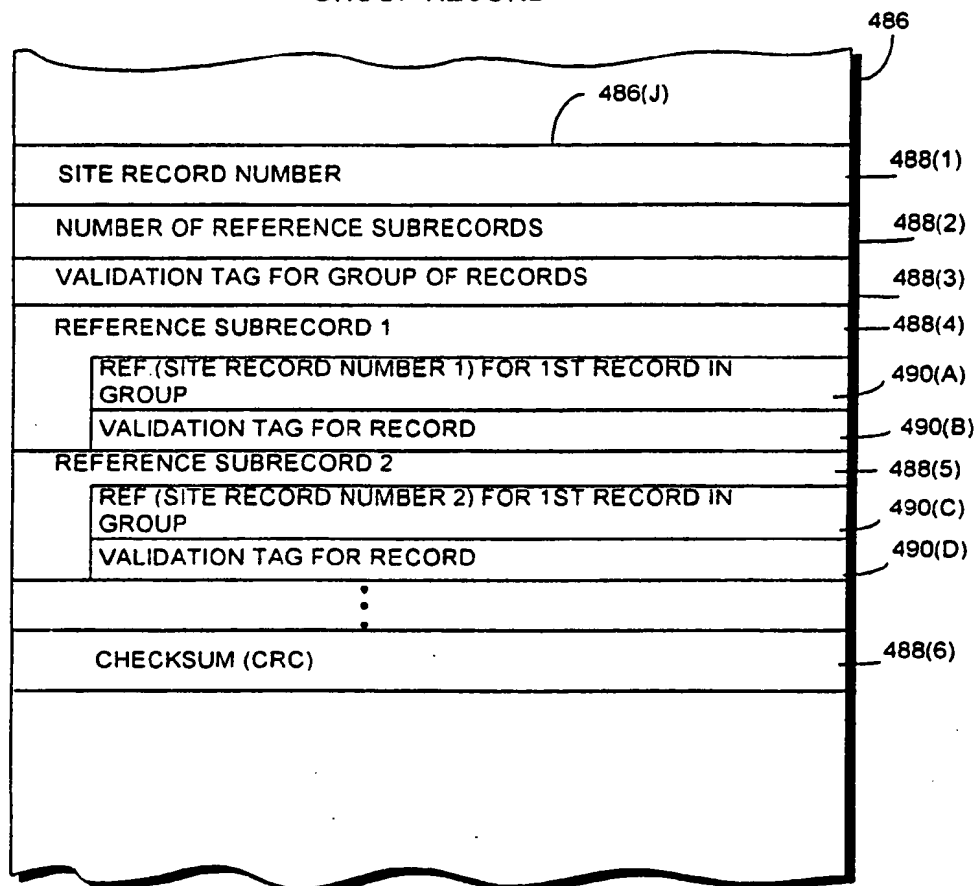 486
486(J)
SITE RECORD NUMBER 488(1)
NUMBER OF REFERENCE SUBRECORDS 488(2)
VALIDATION TAG FOR GROUP OF RECORDS 488(3)
REFERENCE SUBRECORD 1 488(4)
REF. (SITE RECORD NUMBER 1) FOR 1ST RECORD IN
GROUP 490(A)
VALIDATION TAG FOR RECORD 490(B)
REFERENCE SUBRECORD 2 488(5)
REF (SITE RECORD NUMBER 2) FOR 1ST RECORD IN
GROUP 490(C)
VALIDATION TAG FOR RECORD 490(D)
CHECKSUM (CRC) 488(6)